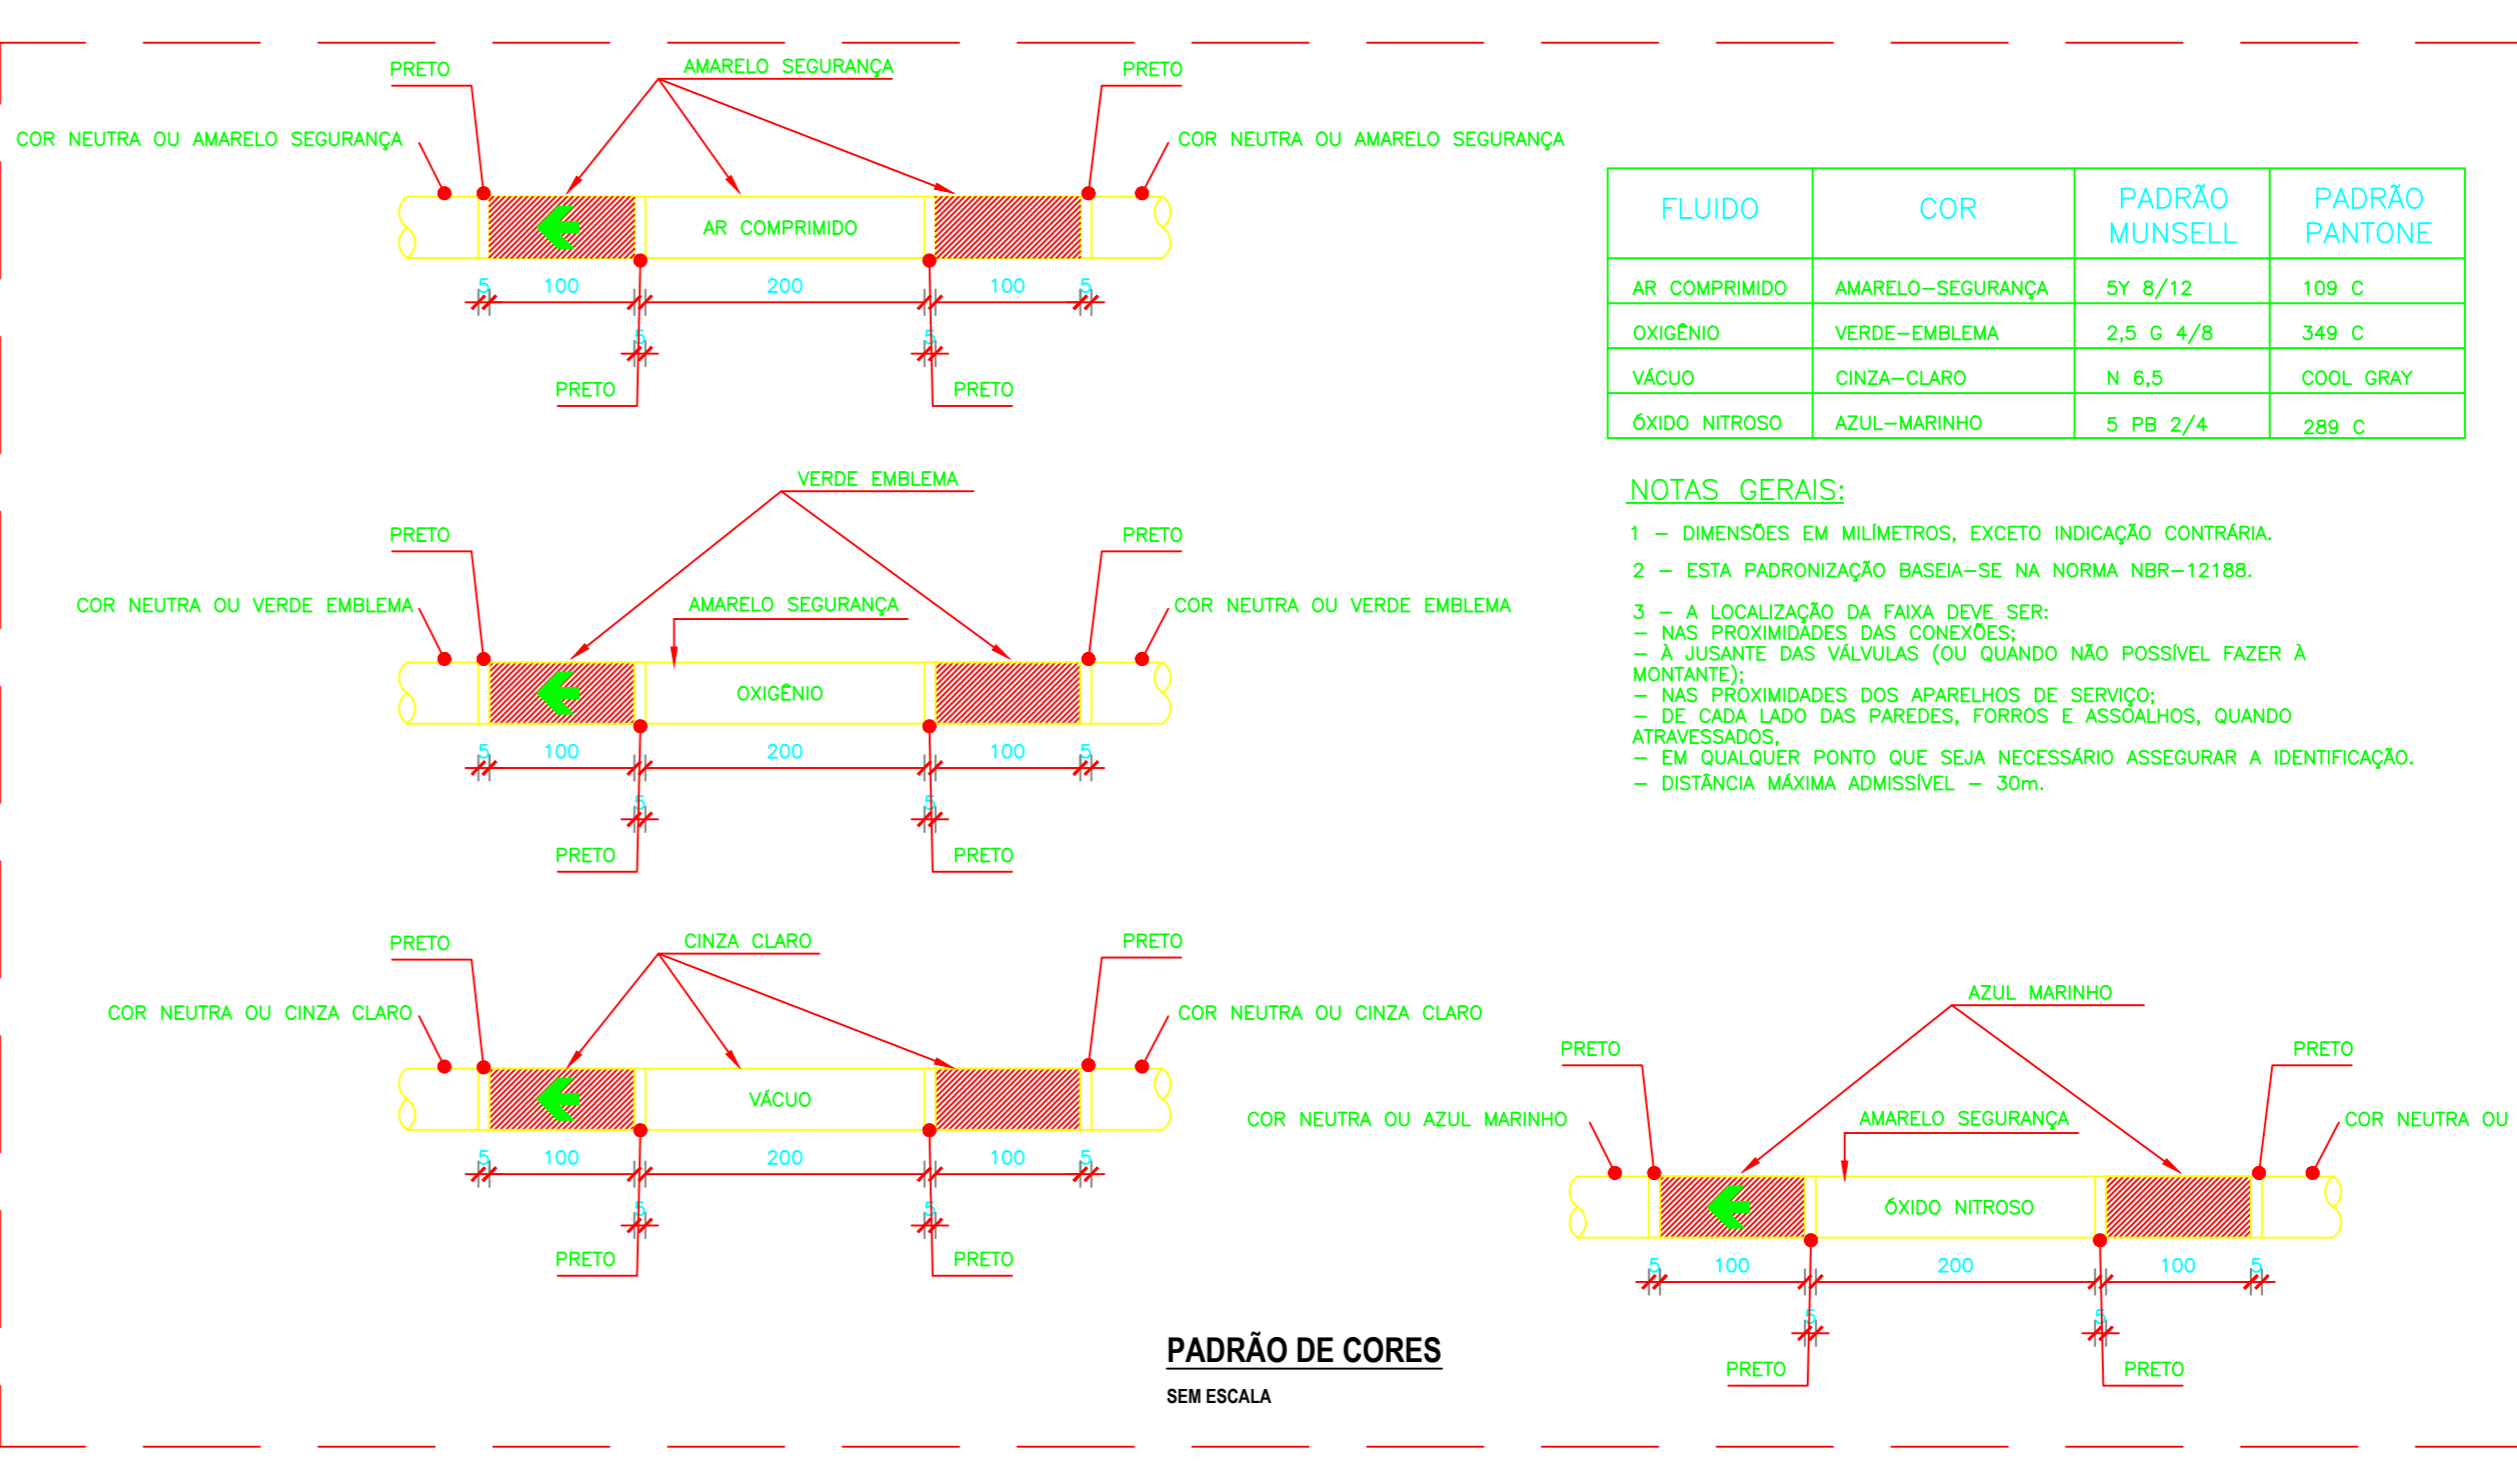 PRETO
AMARELO SEGURANÇA
PRETO
COR NEUTRA OU AMARELO SEGURANÇA
COR NEUTRA OU AMARELO SEGURANÇA
AR COMPRIMIDO
5 100 200 100 5
5 5
PRETO PRETO
FLUIDO COR PADRÃO MUNSELL PADRÃO PANTONE
AR COMPRIMIDO AMARELO-SEGURANÇA 5Y 8/12 109 C
OXIGÊNIO VERDE-EMBLEMA 2,5 G 4/8 349 C
VÁCUO CINZA-CLARO N 6,5 COOL GRAY
ÓXIDO NITROSO AZUL-MARINHO 5 PB 2/4 289 C
VERDE EMBLEMA
PRETO
PRETO
COR NEUTRA OU VERDE EMBLEMA
AMARELO SEGURANÇA
COR NEUTRA OU VERDE EMBLEMA
OXIGÊNIO
5 100 200 100 5
5 5
PRETO PRETO
NOTAS GERAIS:
1 - DIMENSÕES EM MILÍMETROS, EXCETO INDICAÇÃO CONTRÁRIA.
2 - ESTA PADRONIZAÇÃO BASEIA-SE NA NORMA NBR-12188.
3 - A LOCALIZAÇÃO DA FAIXA DEVE SER:
- NAS PROXIMIDADES DAS CONEXÕES;
- À JUSANTE DAS VÁLVULAS (OU QUANDO NÃO POSSÍVEL FAZER À
MONTANTE);
- NAS PROXIMIDADES DOS APARELHOS DE SERVIÇO;
- DE CADA LADO DAS PAREDES, FORROS E ASSOALHOS, QUANDO
ATRAVESSADOS,
- EM QUALQUER PONTO QUE SEJA NECESSÁRIO ASSEGURAR A IDENTIFICAÇÃO.
- DISTÂNCIA MÁXIMA ADMISSÍVEL - 30m.
PRETO
CINZA CLARO
PRETO
COR NEUTRA OU CINZA CLARO
COR NEUTRA OU CINZA CLARO
VÁCUO
5 100 200 100 5
5 5
PRETO PRETO
AZUL MARINHO
PRETO
PRETO
COR NEUTRA OU AZUL MARINHO
AMARELO SEGURANÇA
COR NEUTRA OU
ÓXIDO NITROSO
5 100 200 100 5
5 5
PRETO PRETO
PADRÃO DE CORES
SEM ESCALA